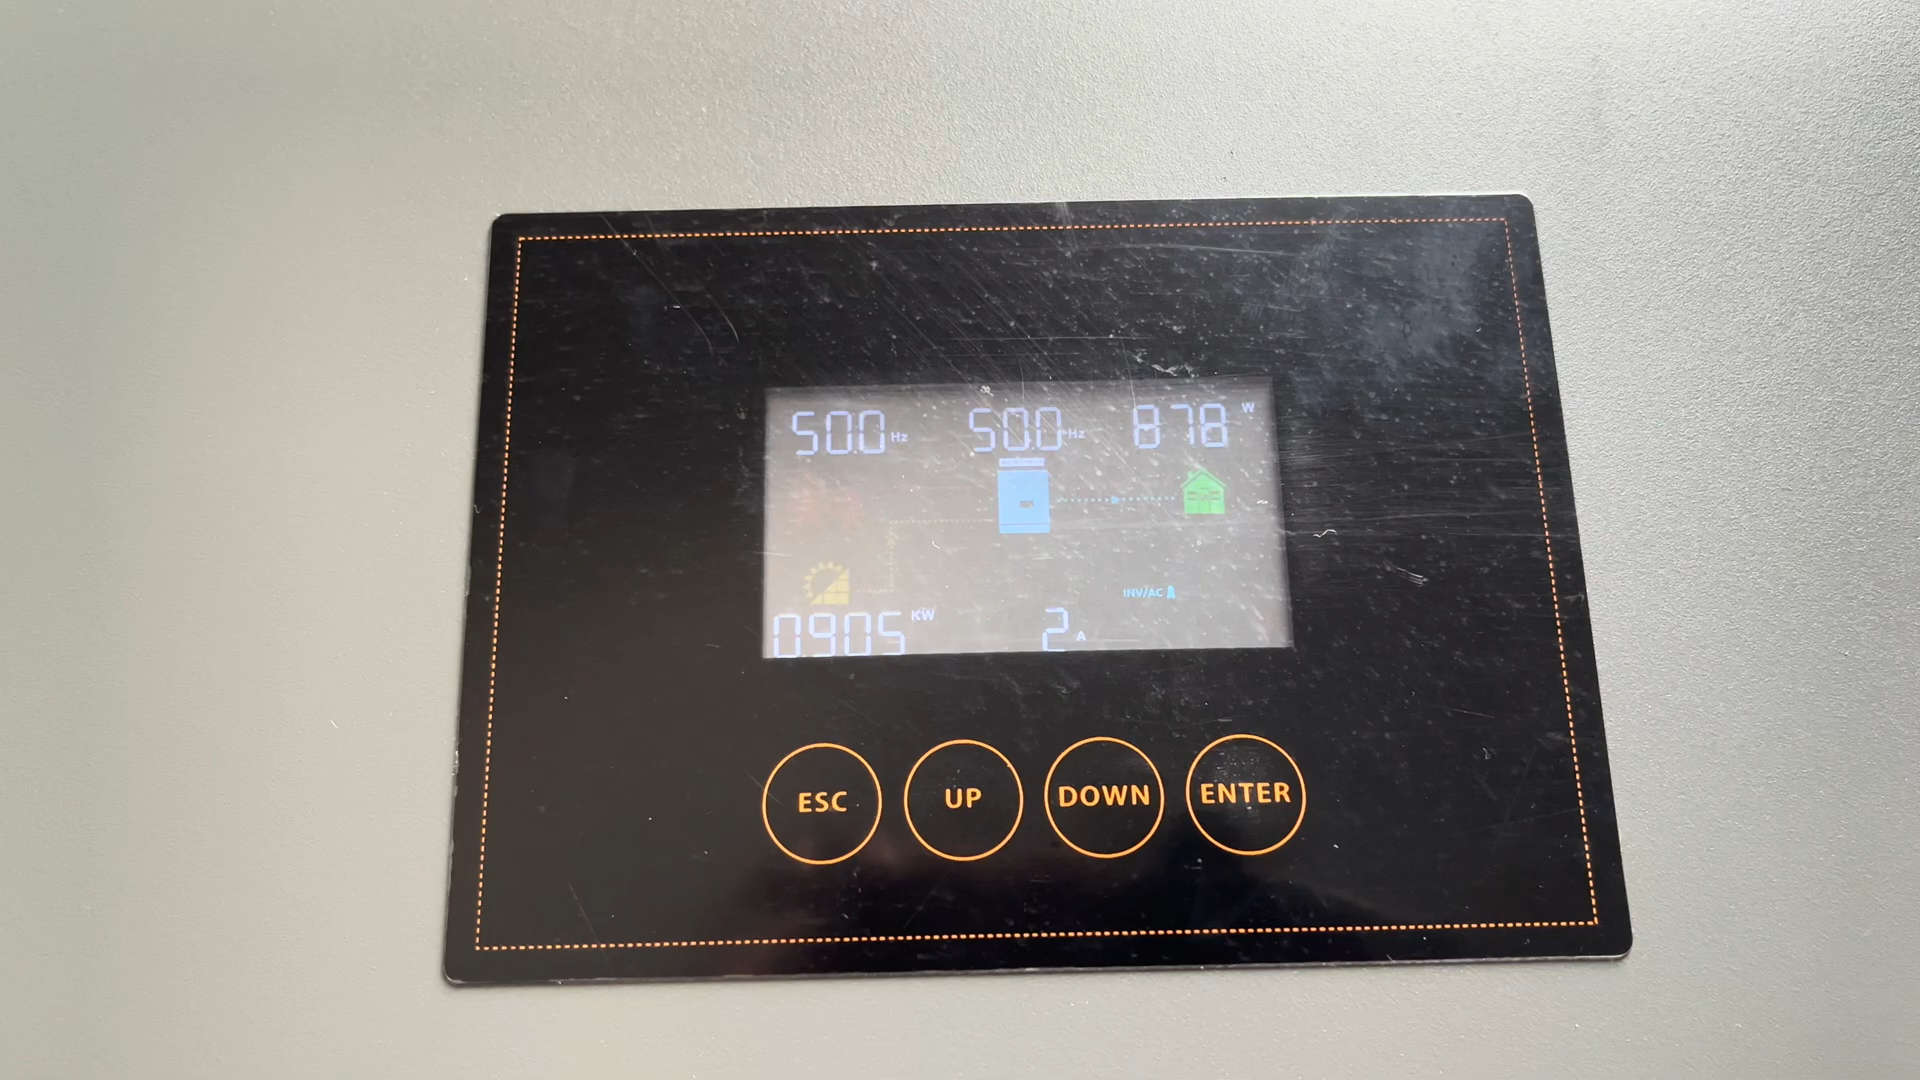 50.0 Hz 50.0 Hz 878 W
INV/AC
0.905 KW 2 A
ESC UP DOWN ENTER